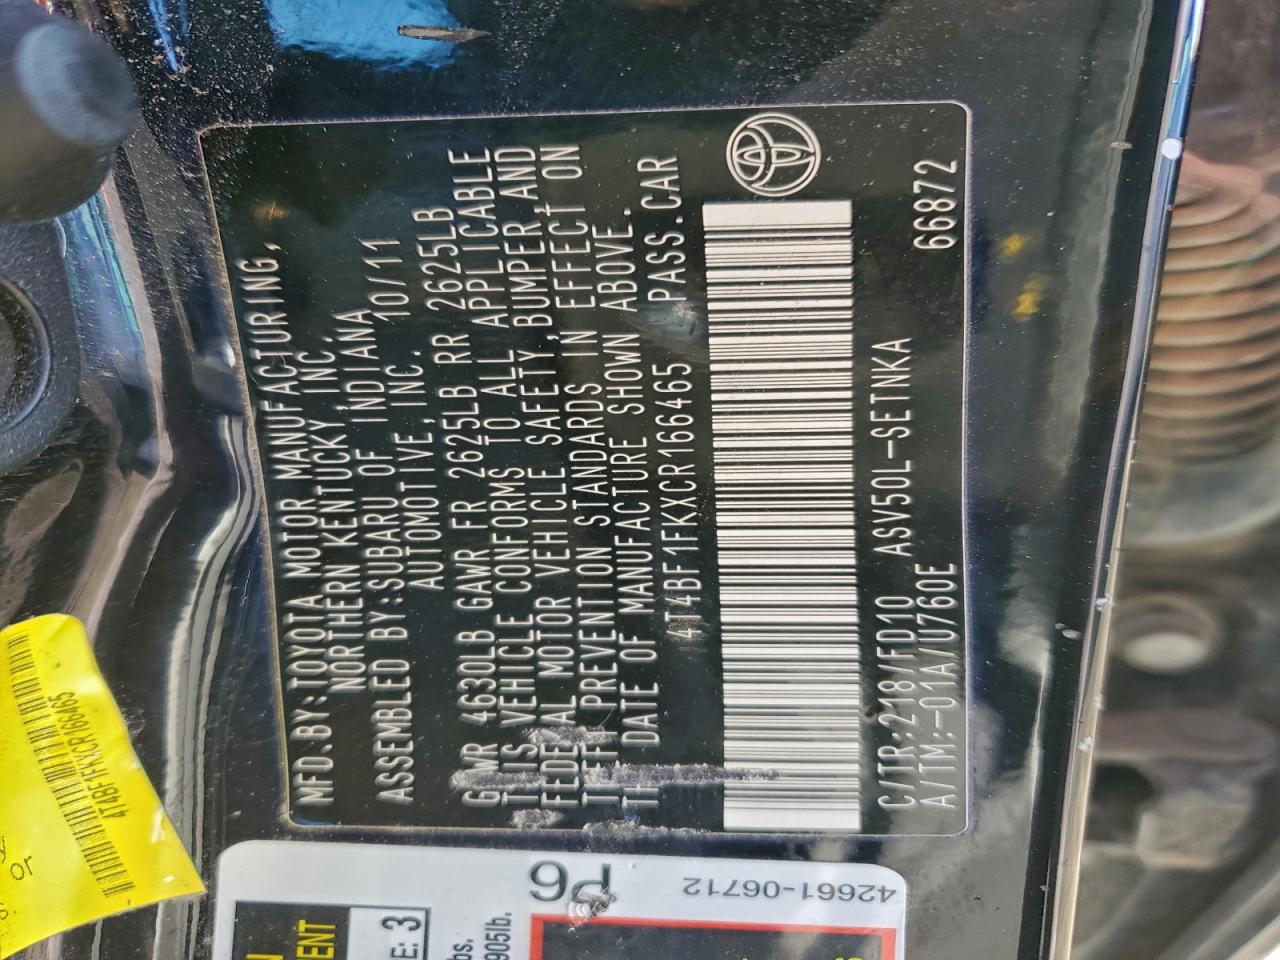 MFD.BY:TOYOTA MOTOR MANUFACTURING,
NORTHERN KENTUCKY,INC.
ASSEMBLED BY:SUBARU OF INDIANA
AUTOMOTIVE,INC. 10/11
GVWR 4630LB GAWR FR 2625LB RR 2625LB
THIS VEHICLE CONFORMS TO ALL APPLICABLE
FEDERAL MOTOR VEHICLE SAFETY,BUMPER,AND
THEFT PREVENTION STANDARDS IN EFFECT ON
THE DATE OF MANUFACTURE SHOWN ABOVE.
4T4BF1FKXCR166465 PASS.CAR
C/TR:218/FD10 ASV50L-SETNKA
A/TM:-01A/U760E 66872
4T4BF1FKXCR166465
or
P6
42661-06712
E: 3
905lb.